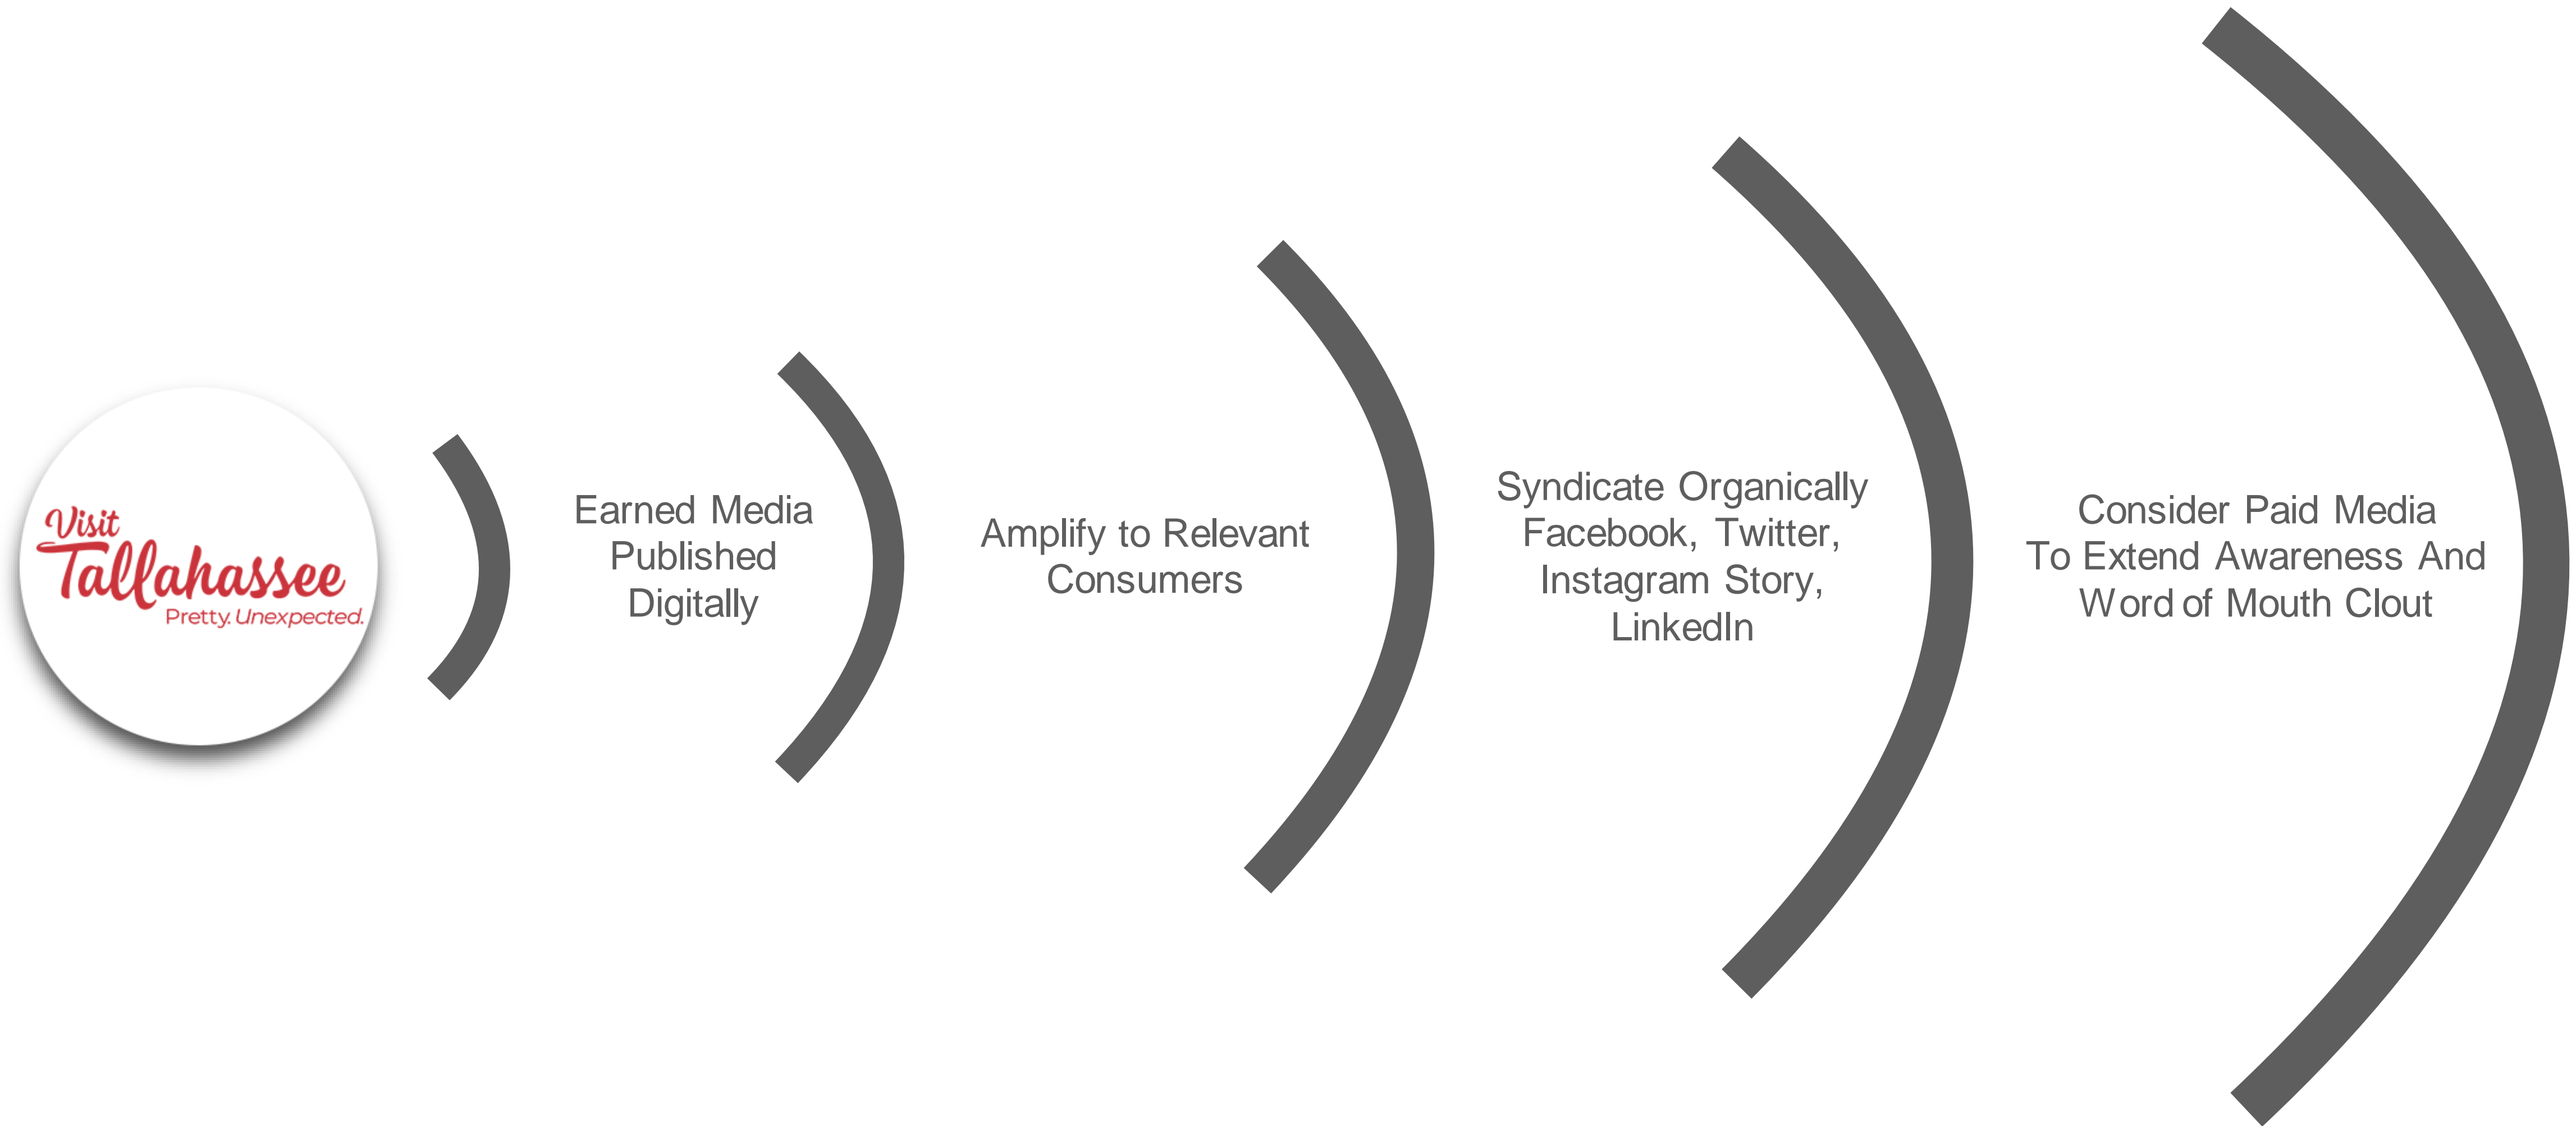 Visit
Tallahassee
Pretty. Unexpected.
Earned Media
Published
Digitally
Amplify to Relevant
Consumers
Syndicate Organically
Facebook, Twitter,
Instagram Story,
LinkedIn
Consider Paid Media
To Extend Awareness And
Word of Mouth Clout